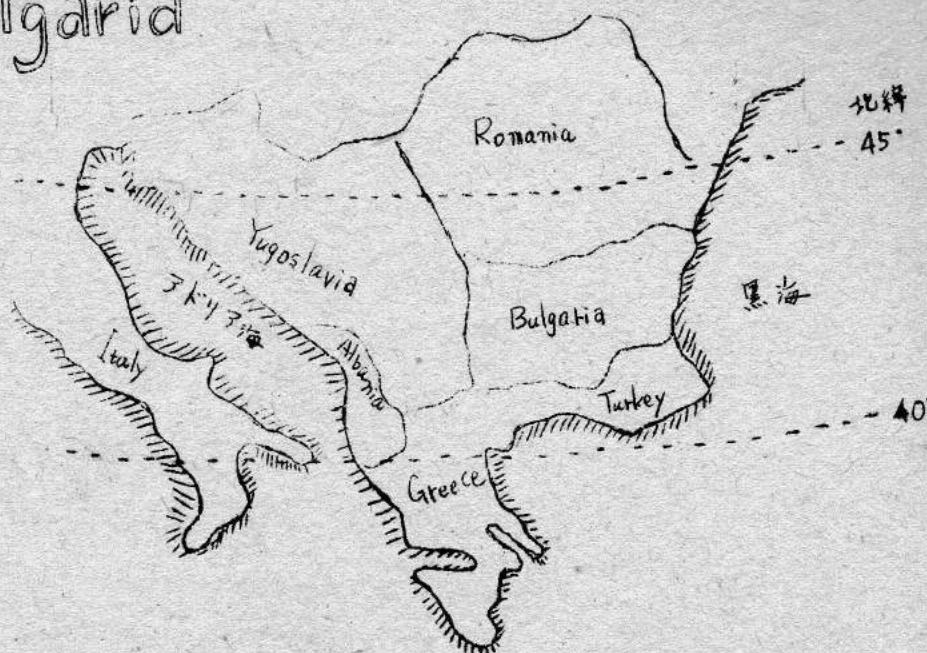 lgaria
北緯
45°
Romania
Yugoslavia
アドリア海
黒海
Bulgaria
Italy
Albania
Turkey
40°
Greece